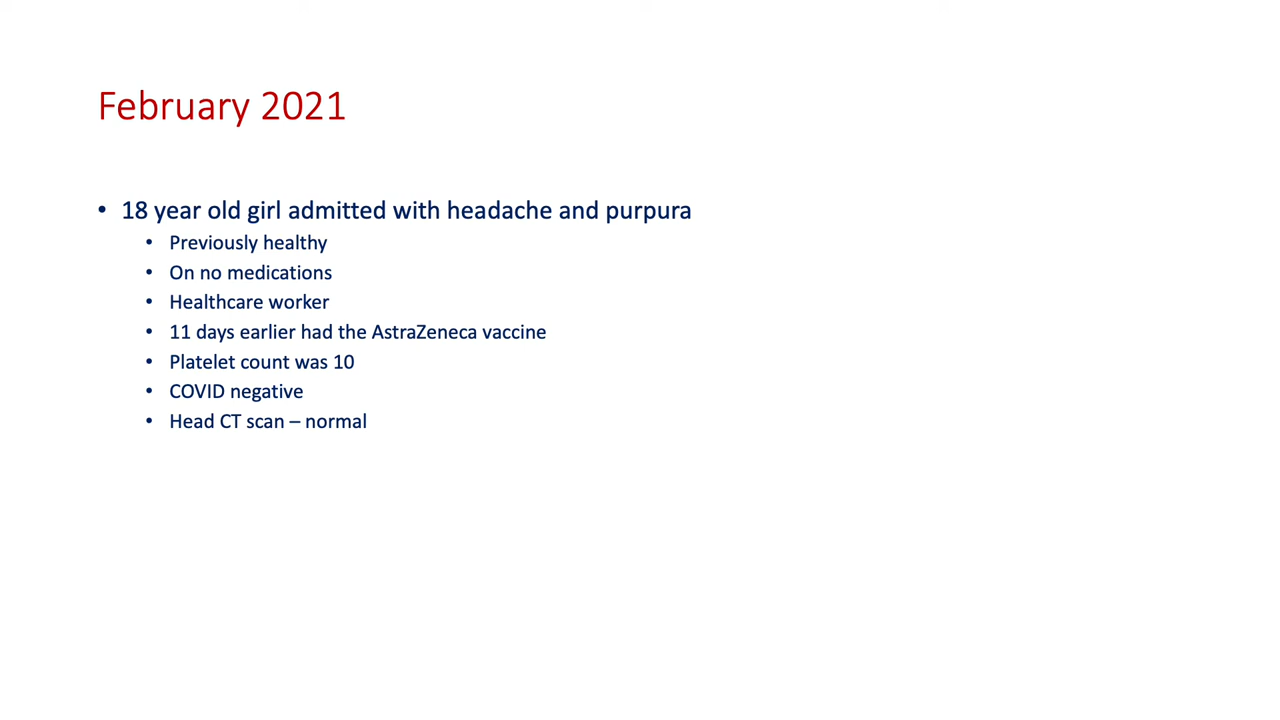 February 2021
• 18 year old girl admitted with headache and purpura
• Previously healthy
• On no medications
• Healthcare worker
• 11 days earlier had the AstraZeneca vaccine
• Platelet count was 10
• COVID negative
• Head CT scan – normal